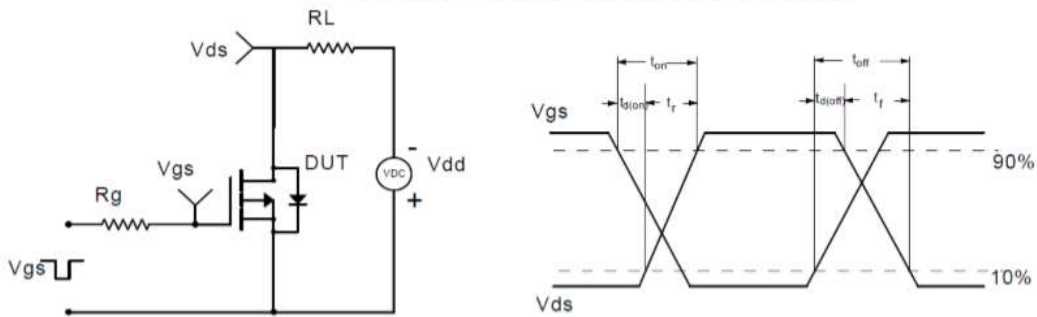 RL
Vds
Vgs
DUT
VDC
-
+
Vdd
Rg
Vgs
ton
toff
td(on)
tr
td(off)
tf
Vgs
90%
10%
Vds